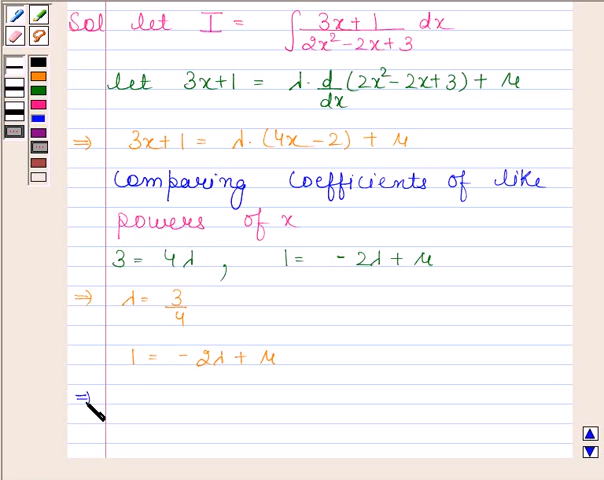 Sol let I = ∫ (3x+1)/(2x²-2x+3) dx
let 3x+1 = λ. d/dx (2x²-2x+3) + μ
⇒ 3x+1 = λ. (4x-2) + μ
Comparing coefficients of like
powers of x
3 = 4λ , 1 = -2λ + μ
⇒ λ = 3/4
1 = -2λ + μ
⇒